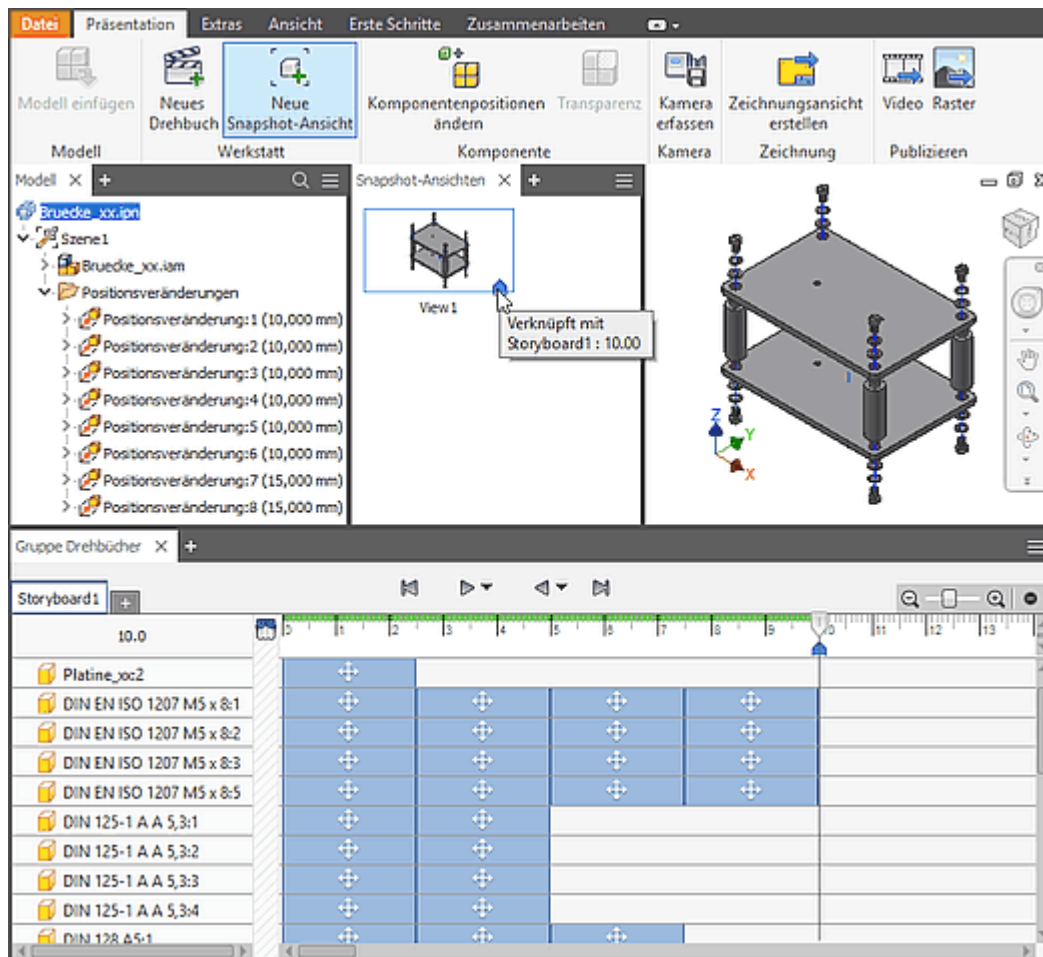 Datei Präsentation Extras Ansicht Erste Schritte Zusammenarbeiten
Modell einfügen Neues Drehbuch Neue Snapshot-Ansicht Komponentenpositionen ändern Transparenz Kamera erfassen Zeichnungsansicht erstellen Video Raster
Modell Werkstatt Komponente Kamera Zeichnung Publizieren
Modell
Bruecke_xx.ipn
Szene1
Bruecke_xx.iam
Positionsveränderungen
Positionsveränderung:1 (10,000 mm)
Positionsveränderung:2 (10,000 mm)
Positionsveränderung:3 (10,000 mm)
Positionsveränderung:4 (10,000 mm)
Positionsveränderung:5 (10,000 mm)
Positionsveränderung:6 (10,000 mm)
Positionsveränderung:7 (15,000 mm)
Positionsveränderung:8 (15,000 mm)
Snapshot-Ansichten
View1
Verknüpft mit
Storyboard1 : 10.00
Z
Y
X
Gruppe Drehbücher
Storyboard1
10.0
0 1 2 3 4 5 6 7 8 9 11 12 13
Platine_xx:2
DIN EN ISO 1207 M5 x 8:1
DIN EN ISO 1207 M5 x 8:2
DIN EN ISO 1207 M5 x 8:3
DIN EN ISO 1207 M5 x 8:5
DIN 125-1 A A 5,3:1
DIN 125-1 A A 5,3:2
DIN 125-1 A A 5,3:3
DIN 125-1 A A 5,3:4
DIN 128 A5:1